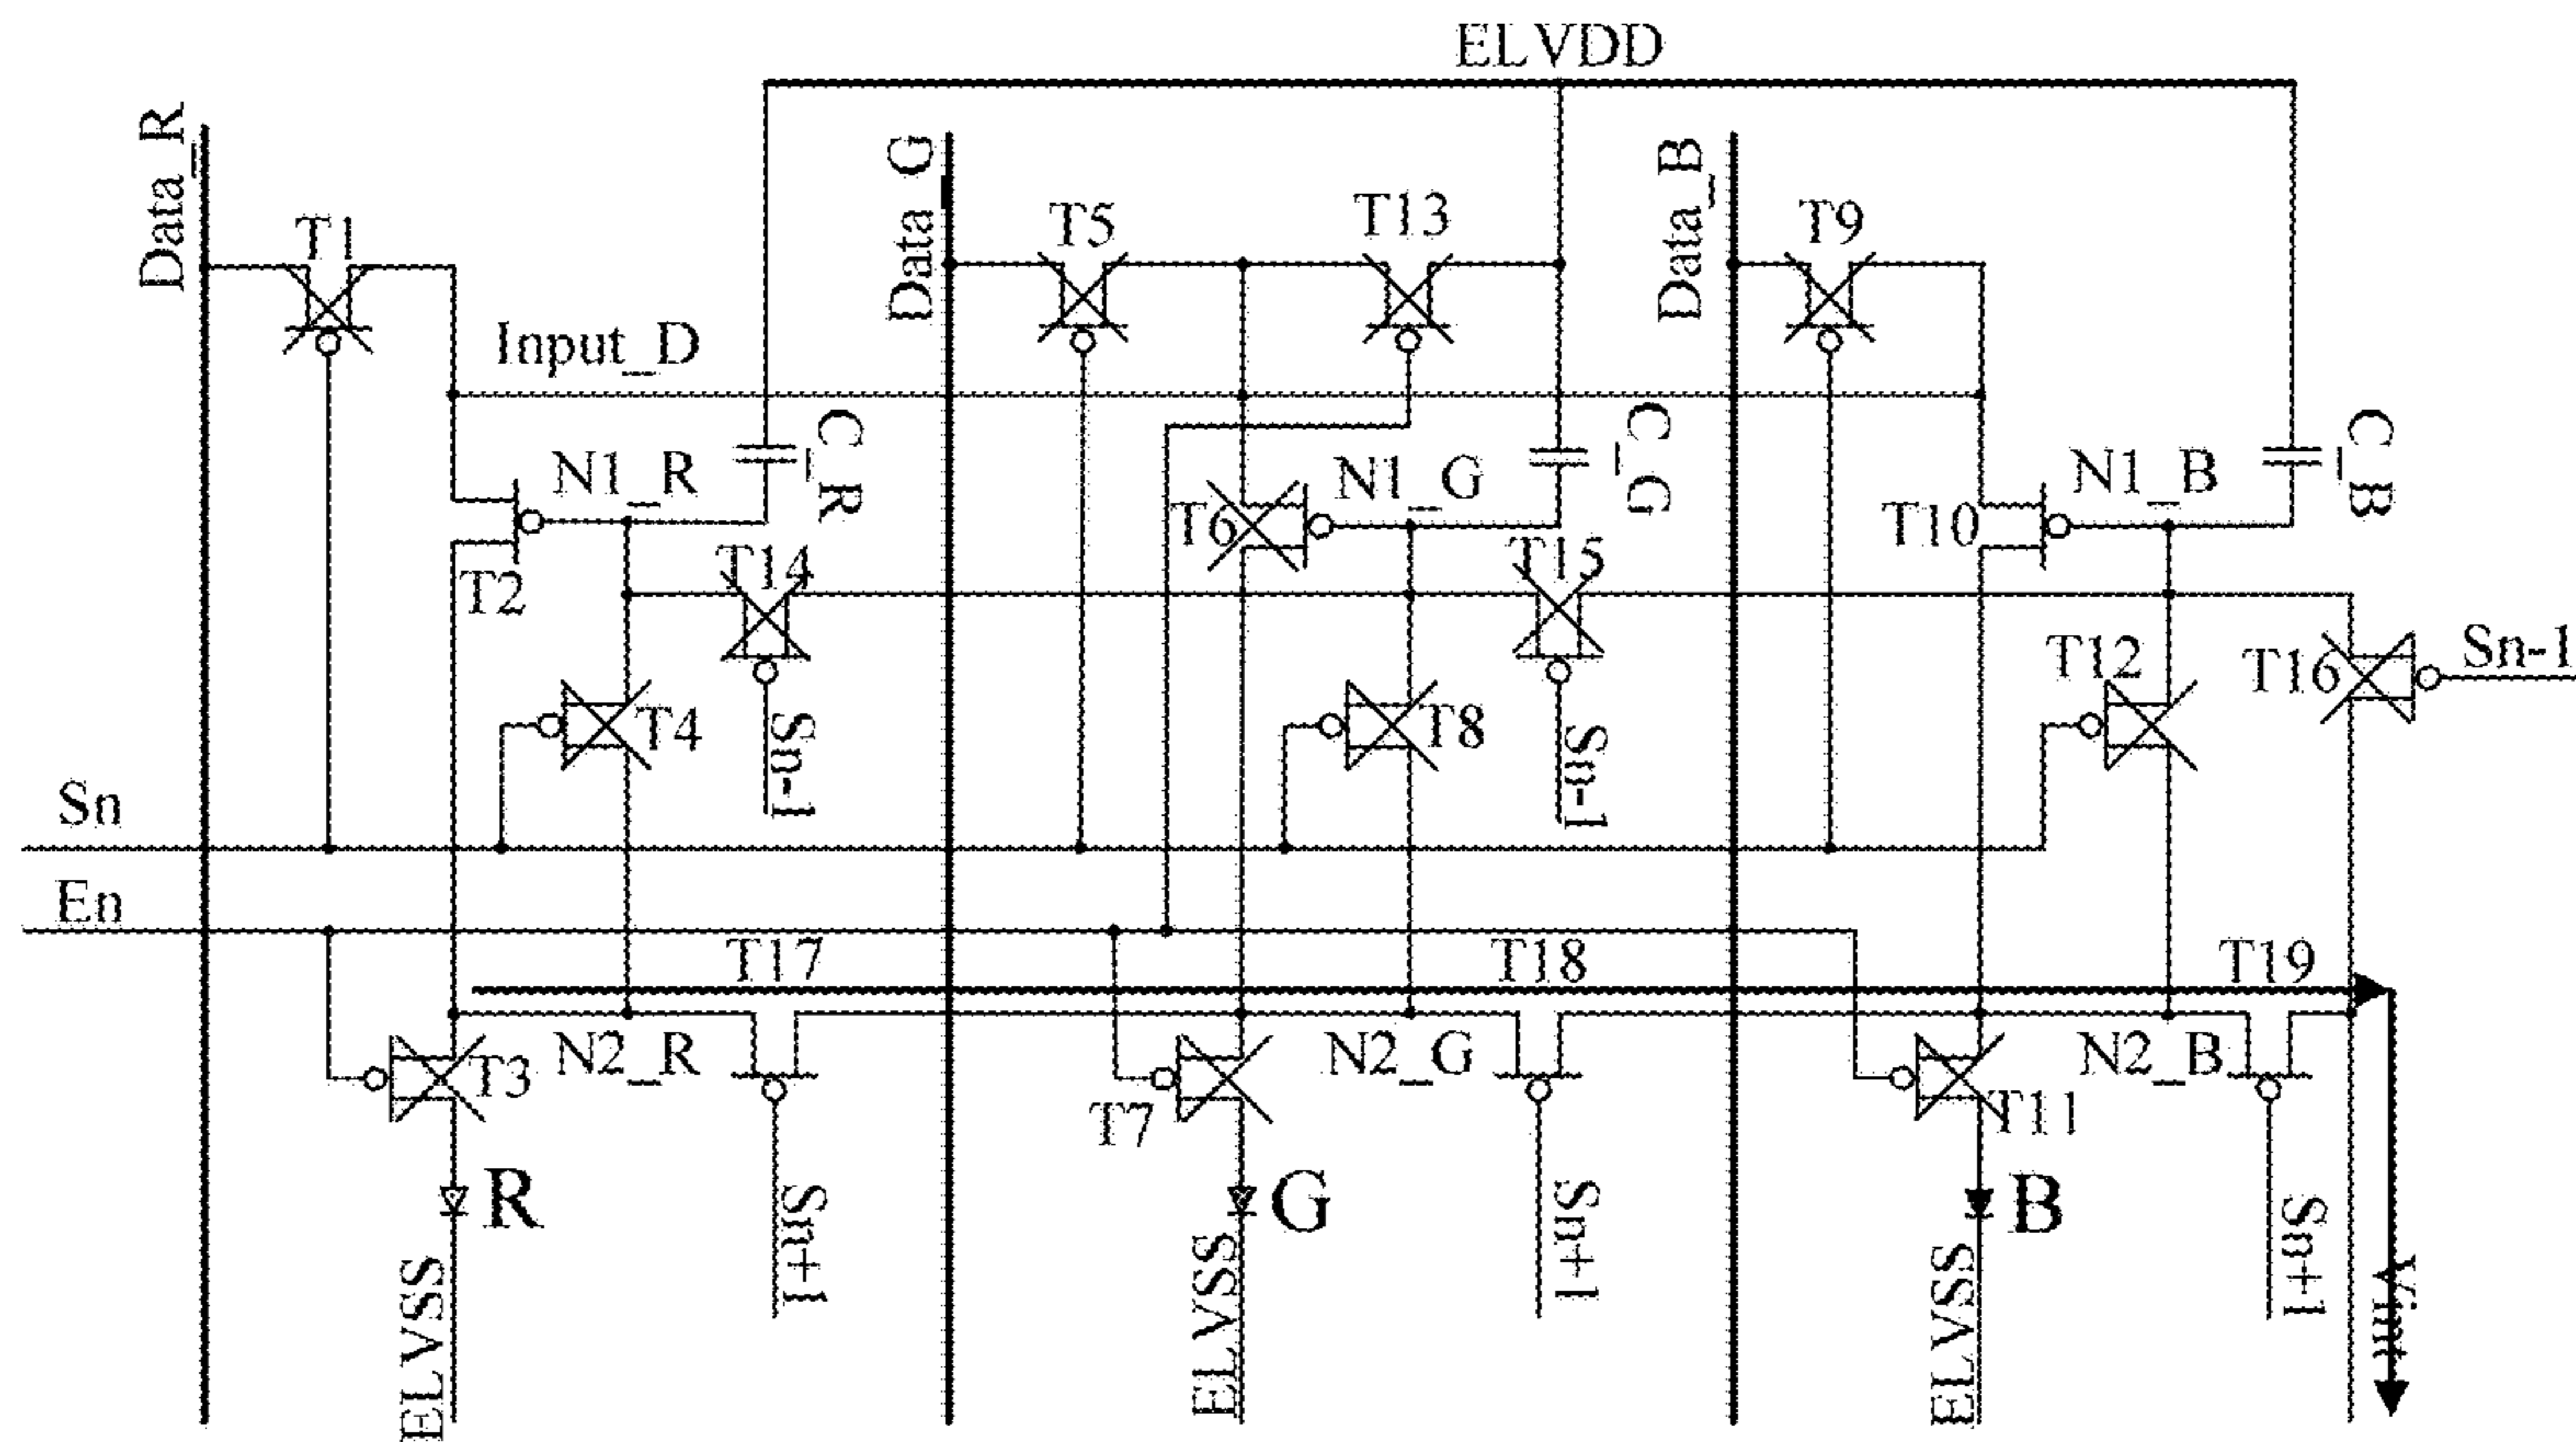 ELVDD
Data_R
Data_G
Data_B
T1
T5
T13
T9
Input_D
C_R
C_G
C_B
N1_R
N1_G
N1_B
T2
T14
T6
T15
T10
T4
T8
T12
T16
Sn-1
Sn-1
Sn-1
Sn
En
T17
T18
T19
T3
N2_R
T7
N2_G
T11
N2_B
R
G
B
Sn+1
Sn+1
Sn+1
ELVSS
ELVSS
ELVSS
Vint